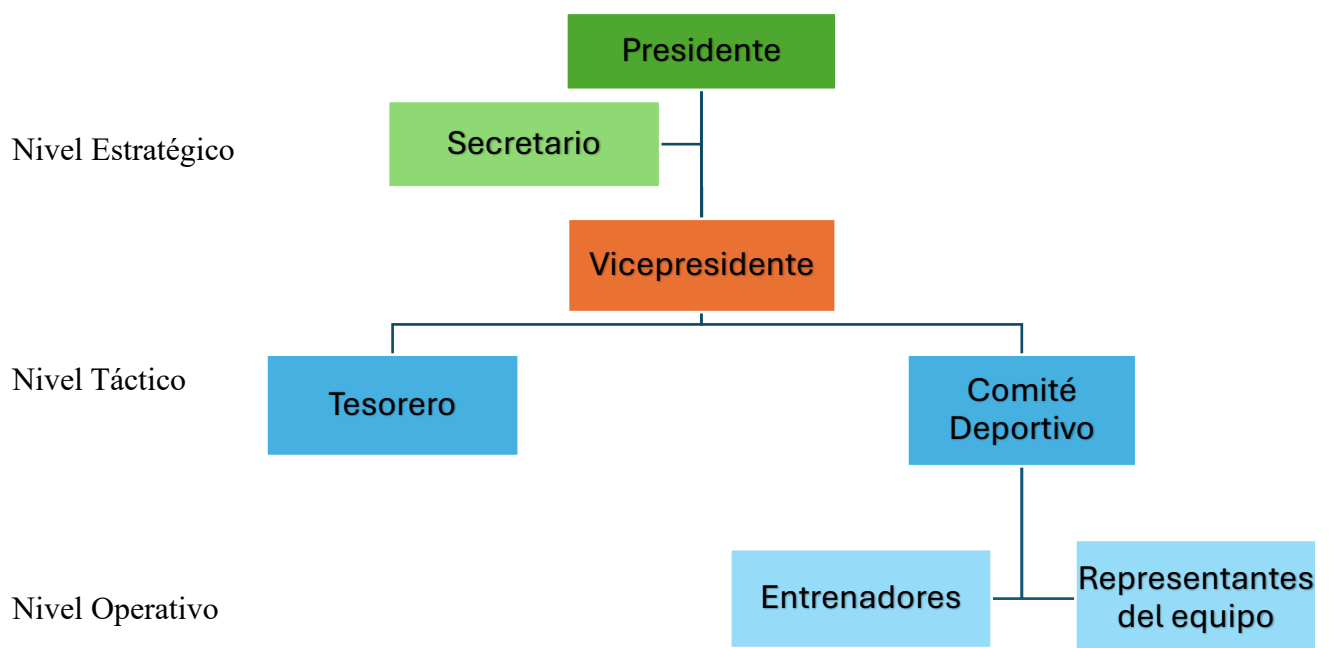 Presidente
Secretario
Nivel Estratégico
Vicepresidente
Nivel Táctico
Tesorero
Comité
Deportivo
Entrenadores
Representantes
del equipo
Nivel Operativo